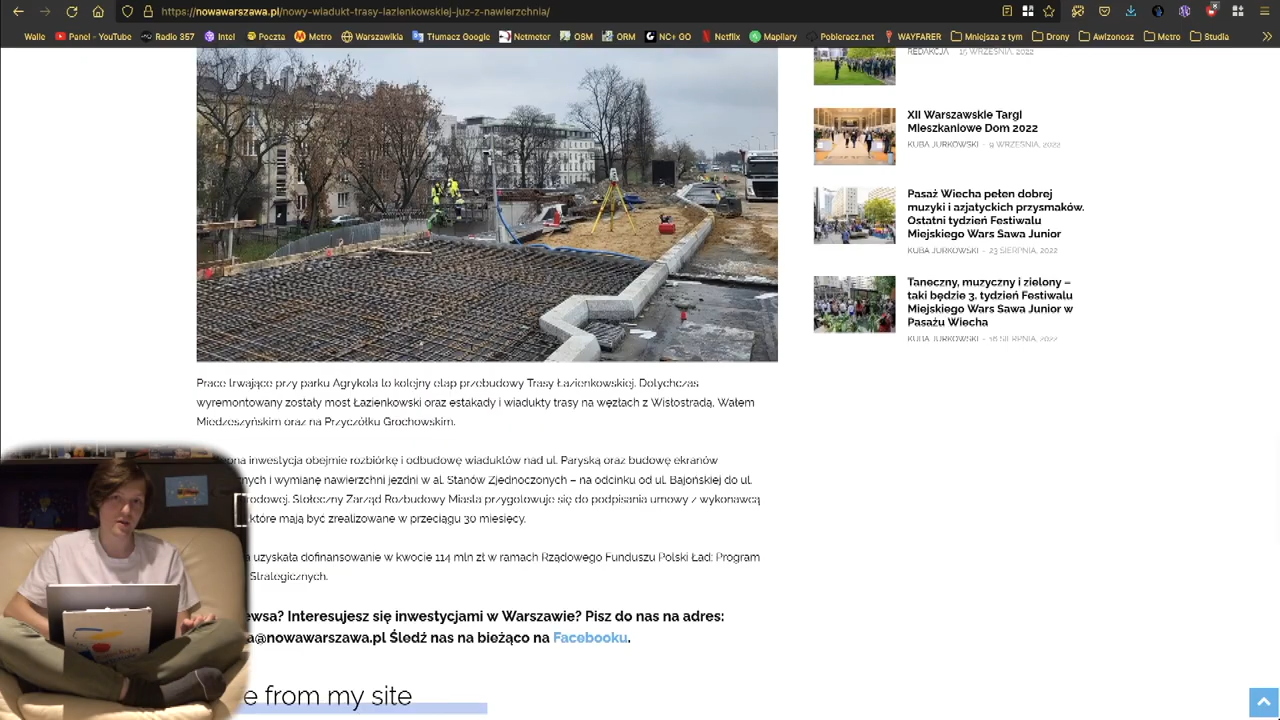 https://nowawarszawa.pl/nowy-wiadukt-trasy-lazienkowskiej-juz-z-nawierzchnia/
Walle
Panel - YouTube
Radio 357
Intel
Poczta
Metro
Warszawikia
Tłumacz Google
Netmeter
OSM
ORM
NC+ GO
Netflix
Mapilary
Pobieracz.net
WAYFARER
Mroczny
Drony
Awizonosz
Metro
Studia
REDAKCJA - 15 WRZEŚNIA, 2022
XII Warszawskie Targi
Mieszkaniowe Dom 2022
KUBA JURKOWSKI - 9 WRZEŚNIA, 2022
Pasaż Wiecha pełen dobrej
muzyki i azjatyckich przysmaków.
Ostatni tydzień Festiwalu
Miejskiego Wars Sawa Junior
KUBA JURKOWSKI - 23 SIERPNIA, 2022
Taneczny, muzyczny i zielony –
taki będzie 3. tydzień Festiwalu
Miejskiego Wars Sawa Junior w
Pasażu Wiecha
KUBA JURKOWSKI - 16 SIERPNIA, 2022
Prace trwające przy parku Agrykola to kolejny etap przebudowy Trasy Łazienkowskiej. Dotychczas
wyremontowany zostały most Łazienkowski oraz estakady i wiadukty trasy na węzłach z Wisłostradą, Wałem
Miedzeszyńskim oraz na Przyczółku Grochowskim.
ona inwestycja obejmie rozbiórkę i odbudowę wiaduktów nad ul. Paryską oraz budowę ekranów
nych i wymianę nawierzchni jezdni w al. Stanów Zjednoczonych – na odcinku od ul. Bajońskiej do ul.
rodowej. Stołeczny Zarząd Rozbudowy Miasta przygotowuje się do podpisania umowy z wykonawcą
które mają być zrealizowane w przeciągu 30 miesięcy.
a uzyskała dofinansowanie w kwocie 114 mln zł w ramach Rządowego Funduszu Polski Ład: Program
Strategicznych.
ewsa? Interesujesz się inwestycjami w Warszawie? Pisz do nas na adres:
a@nowawarszawa.pl Śledź nas na bieżąco na Facebooku.
e from my site